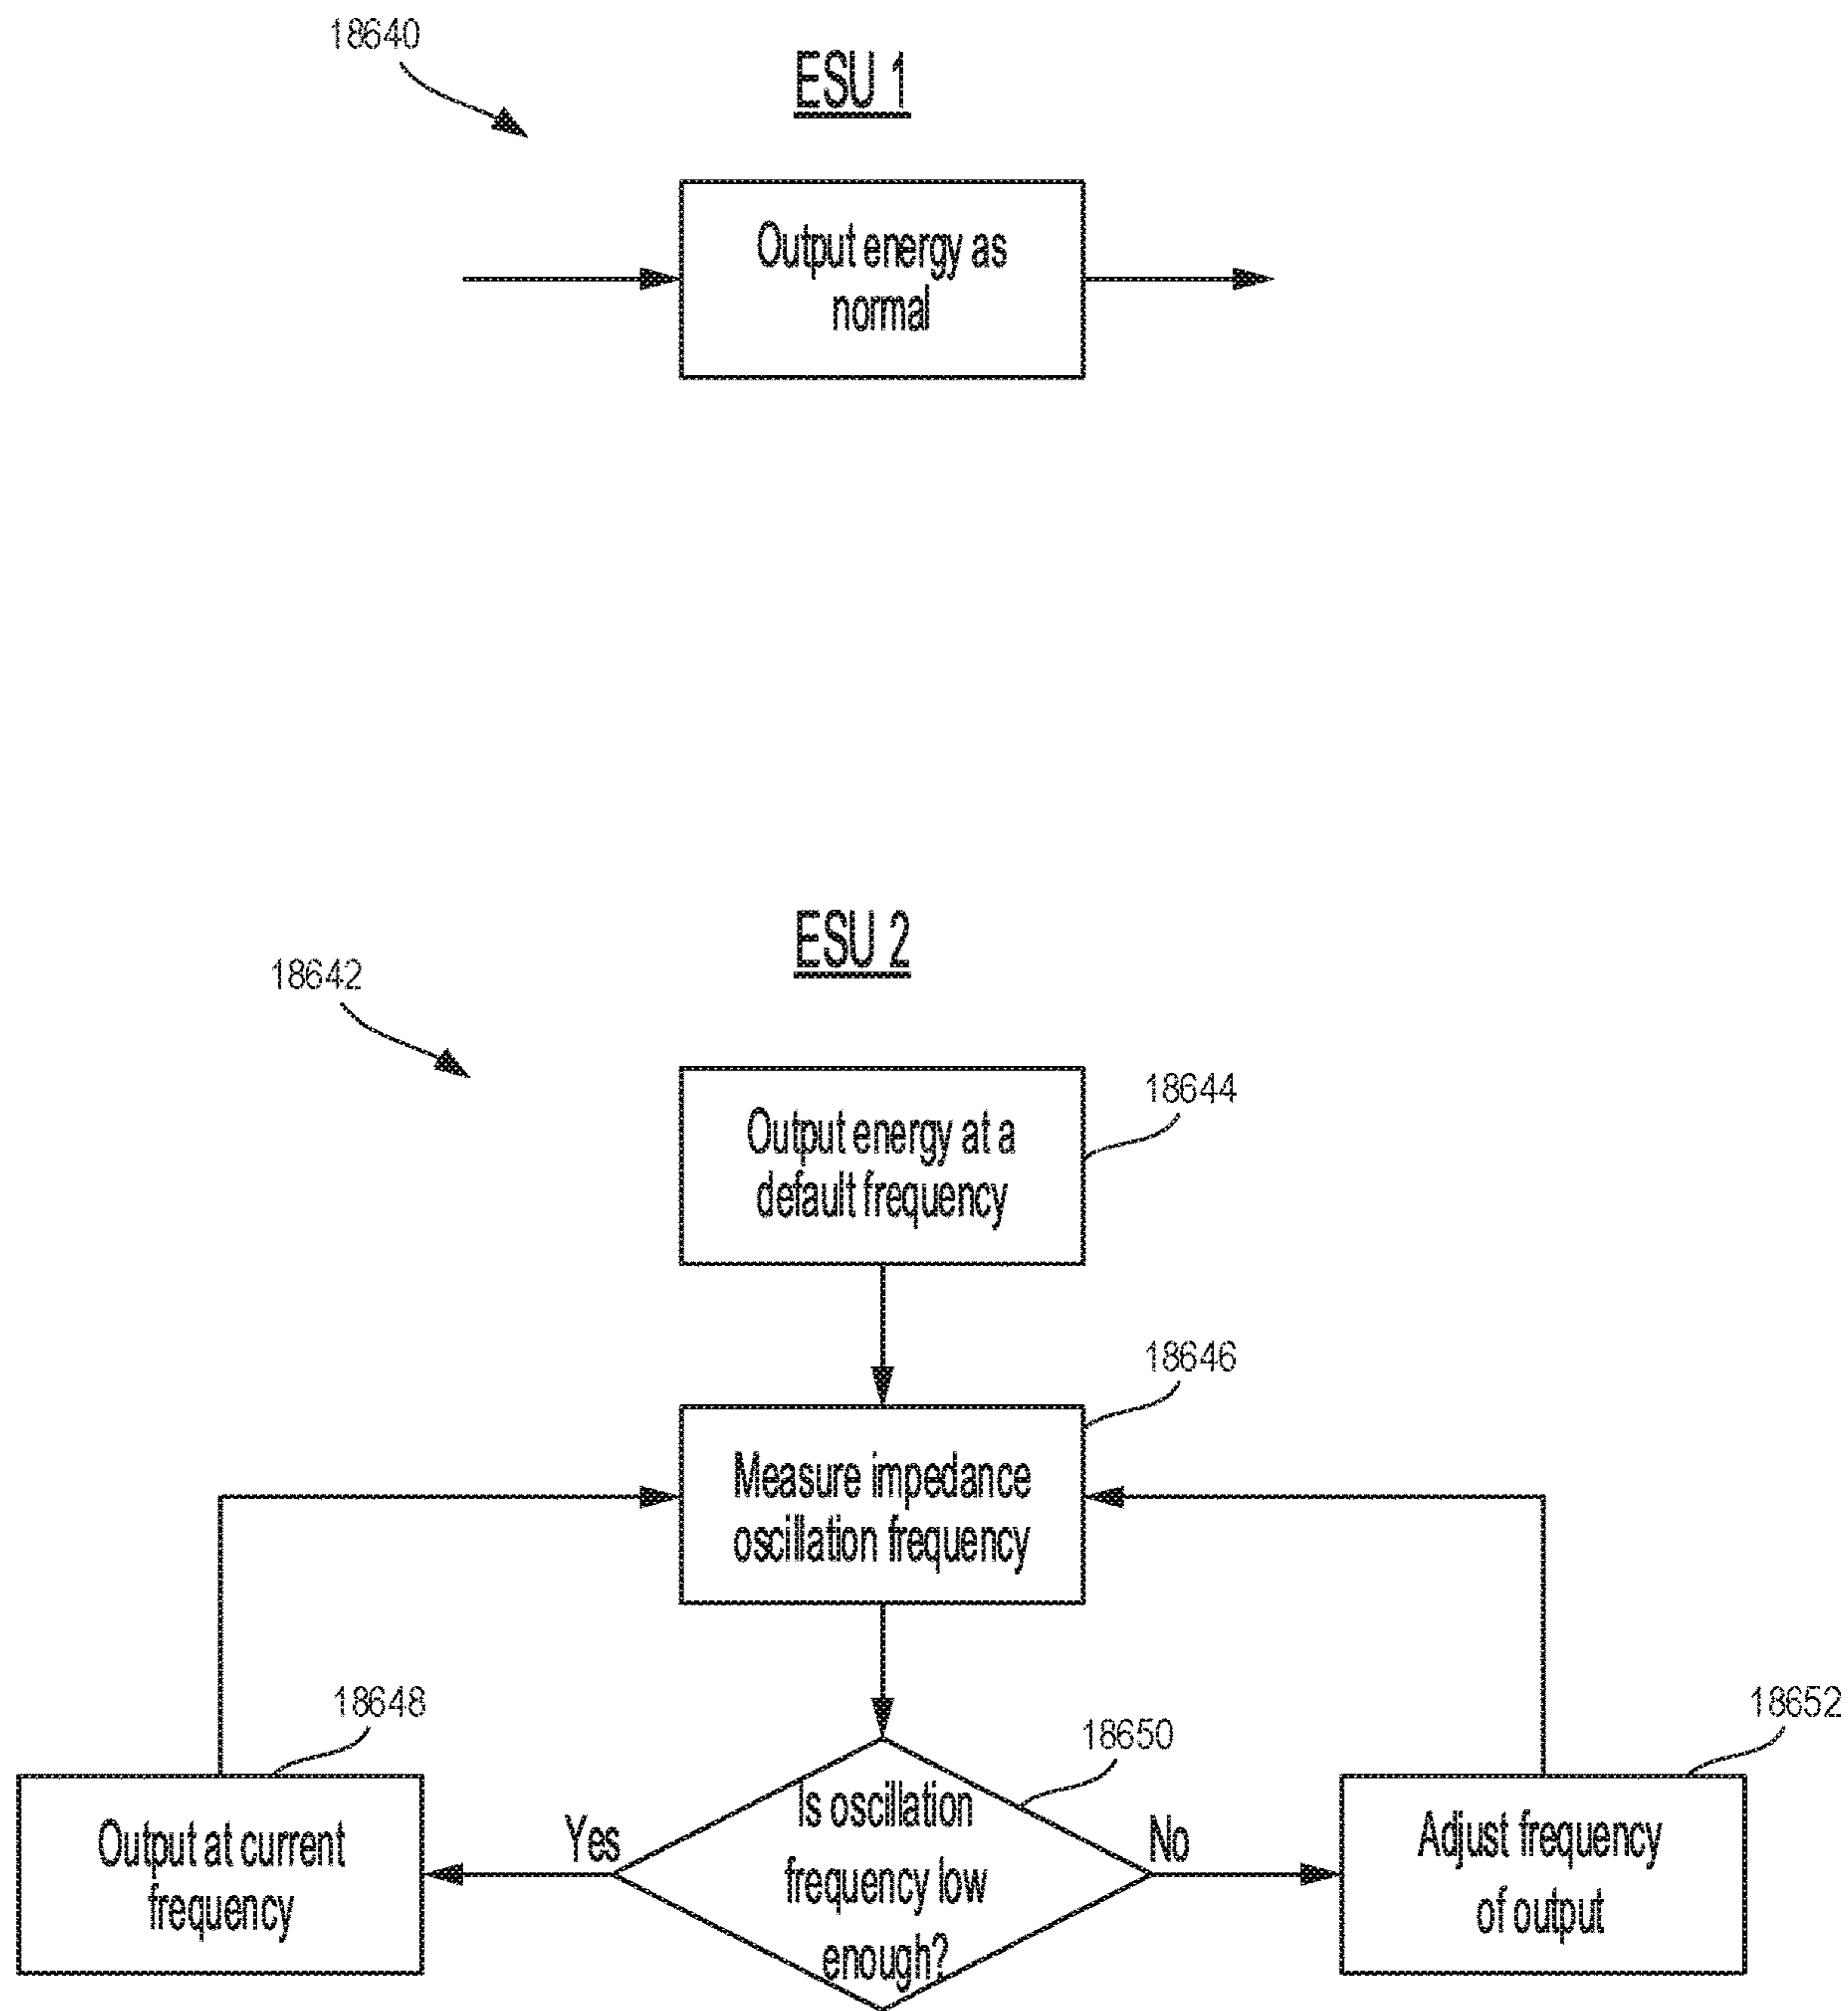 18640
ESU 1
Output energy as
normal
ESU 2
18642
18644
Output energy at a
default frequency
18646
Measure impedance
oscillation frequency
18648
18650
18652
Output at current
frequency
Yes
Is oscillation
frequency low
enough?
No
Adjust frequency
of output